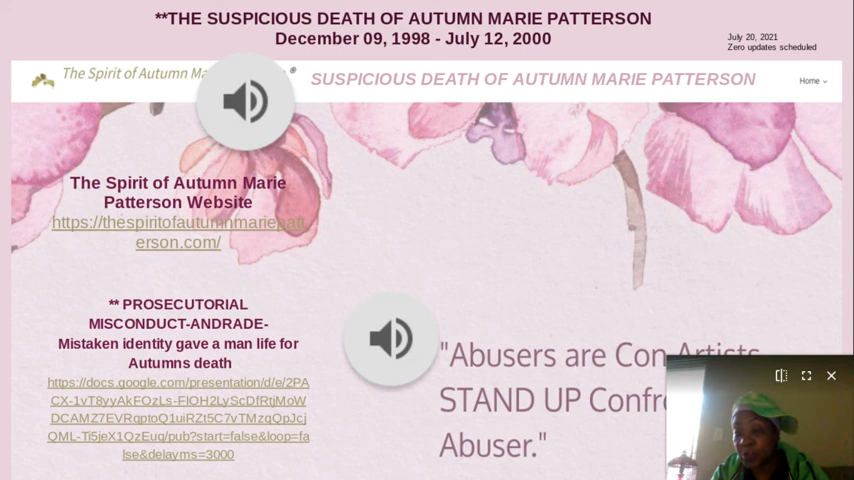 **THE SUSPICIOUS DEATH OF AUTUMN MARIE PATTERSON
December 09, 1998 - July 12, 2000
July 20, 2021
Zero updates scheduled
The Spirit of Autumn Ma ®
SUSPICIOUS DEATH OF AUTUMN MARIE PATTERSON
Home
The Spirit of Autumn Marie
Patterson Website
https://thespiritofautumnmariepatt
erson.com/
** PROSECUTORIAL
MISCONDUCT-ANDRADE-
Mistaken identity gave a man life for
Autumns death
https://docs.google.com/presentation/d/e/2PA
CX-1vT8yyAkFOzLs-FIOH2LyScDfRtjMoW
DCAMZ7EVRqptoQ1uiRZt5C7vTMzqOpJcj
QML-Ti5jeX1QzEuq/pub?start=false&loop=fa
lse&delayms=3000
"Abusers are Con Artists
STAND UP Confr
Abuser."